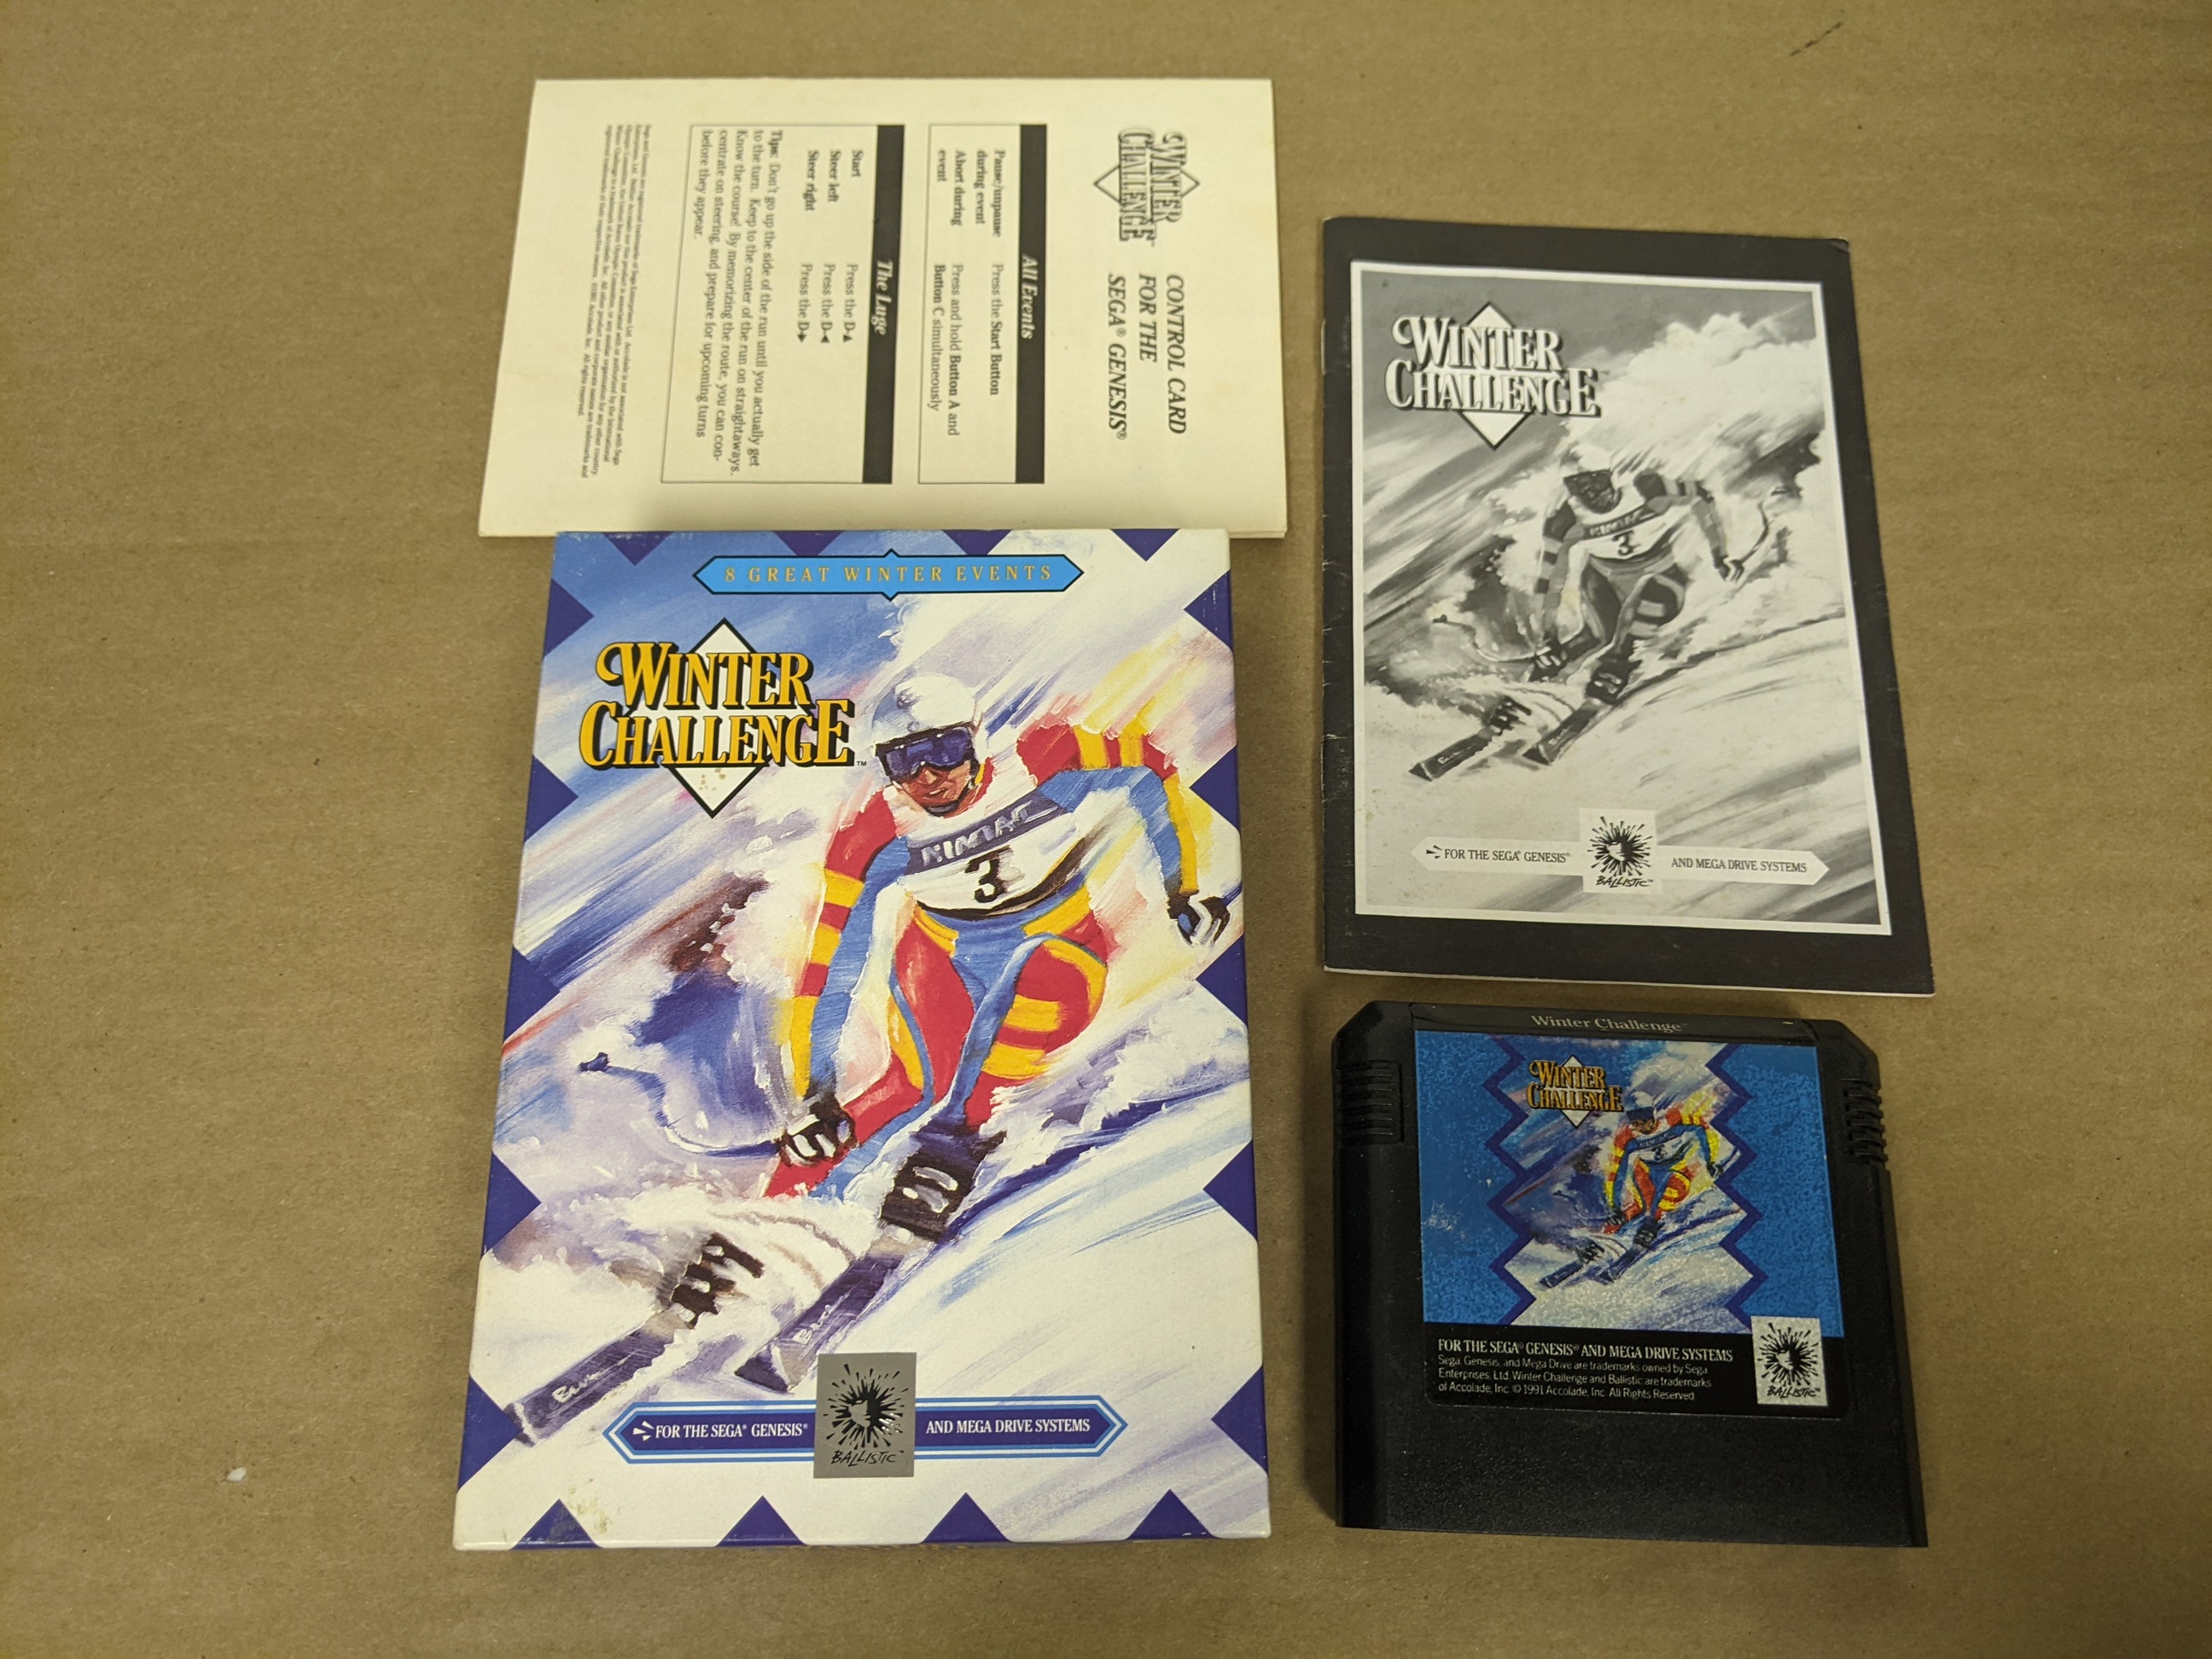 WINTER
CHALLENGE™
CONTROL CARD
FOR THE
SEGA® GENESIS®
All Events
Pause/unpause during event Press the Start Button
Abort during event Press and hold Button A and
Button C simultaneously
The Luge
Start Press the D▲
Steer left Press the D◄
Steer right Press the D►
Tips: Don't go up the side of the run until you actually get
to the turn. Keep to the center of the run on straightaways.
Know the course! By memorizing the route, you can con-
centrate on steering, and prepare for upcoming turns
before they appear.
8 GREAT WINTER EVENTS
WINTER
CHALLENGE™
3
FOR THE SEGA® GENESIS®
BALLISTIC™
AND MEGA DRIVE SYSTEMS
WINTER
CHALLENGE™
3
FOR THE SEGA® GENESIS®
BALLISTIC™
AND MEGA DRIVE SYSTEMS
Winter Challenge™
WINTER
CHALLENGE
FOR THE SEGA® GENESIS® AND MEGA DRIVE SYSTEMS
Sega, Genesis, and Mega Drive are trademarks owned by Sega
Enterprises, Ltd. Winter Challenge and Ballistic are trademarks
of Accolade, Inc. © 1991 Accolade, Inc. All Rights Reserved.
BALLISTIC™